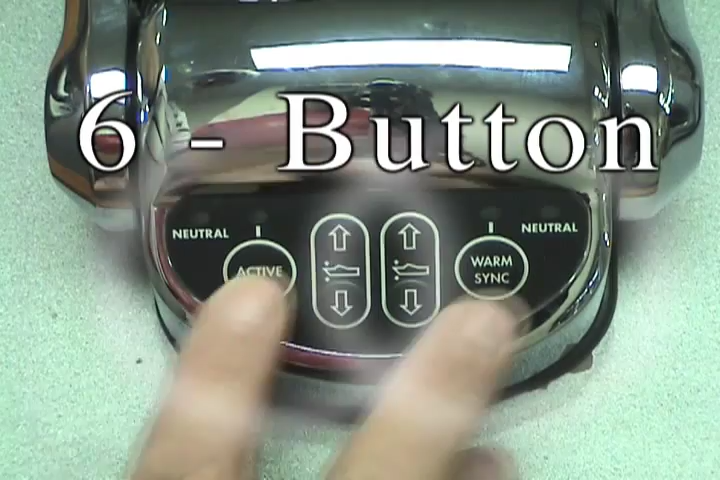 6 - Button
NEUTRAL
NEUTRAL
ACTIVE
WARM
SYNC